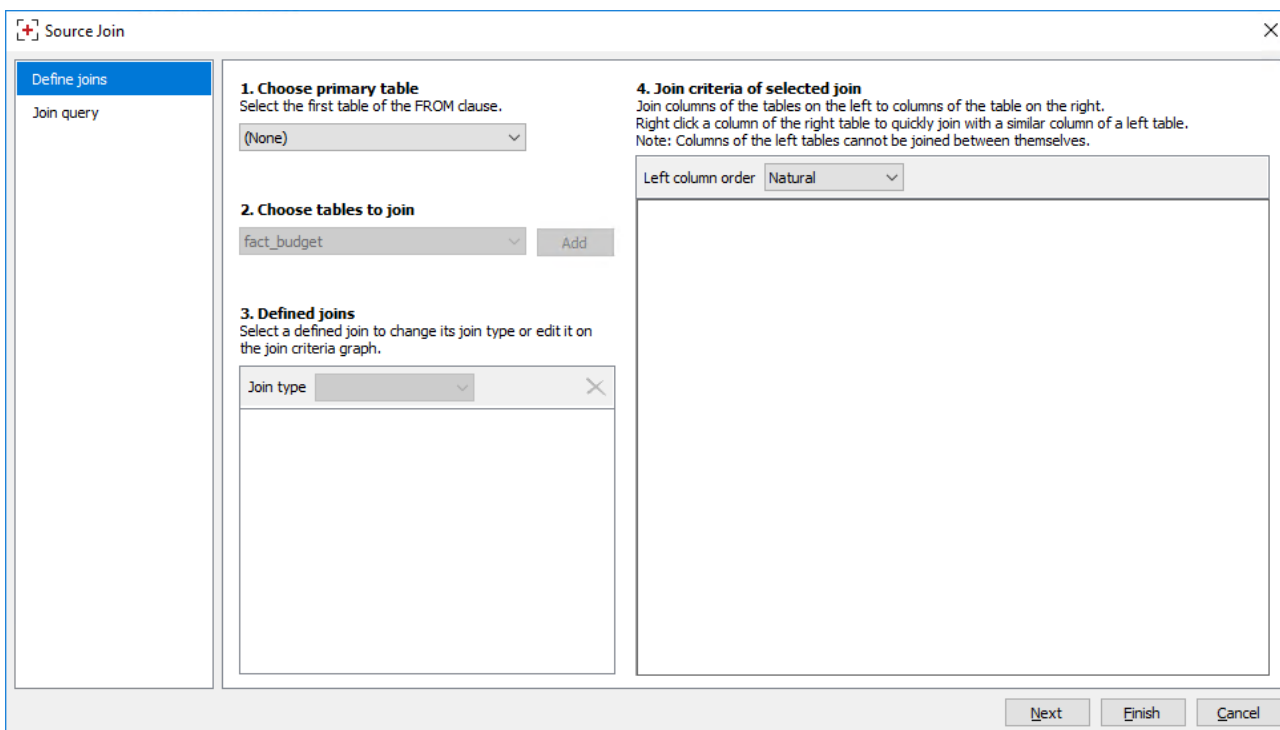 Source Join
Define joins
Join query
1. Choose primary table
Select the first table of the FROM clause.
(None)
2. Choose tables to join
fact_budget
Add
3. Defined joins
Select a defined join to change its join type or edit it on
the join criteria graph.
Join type
4. Join criteria of selected join
Join columns of the tables on the left to columns of the table on the right.
Right click a column of the right table to quickly join with a similar column of a left table.
Note: Columns of the left tables cannot be joined between themselves.
Left column order Natural
Next Finish Cancel